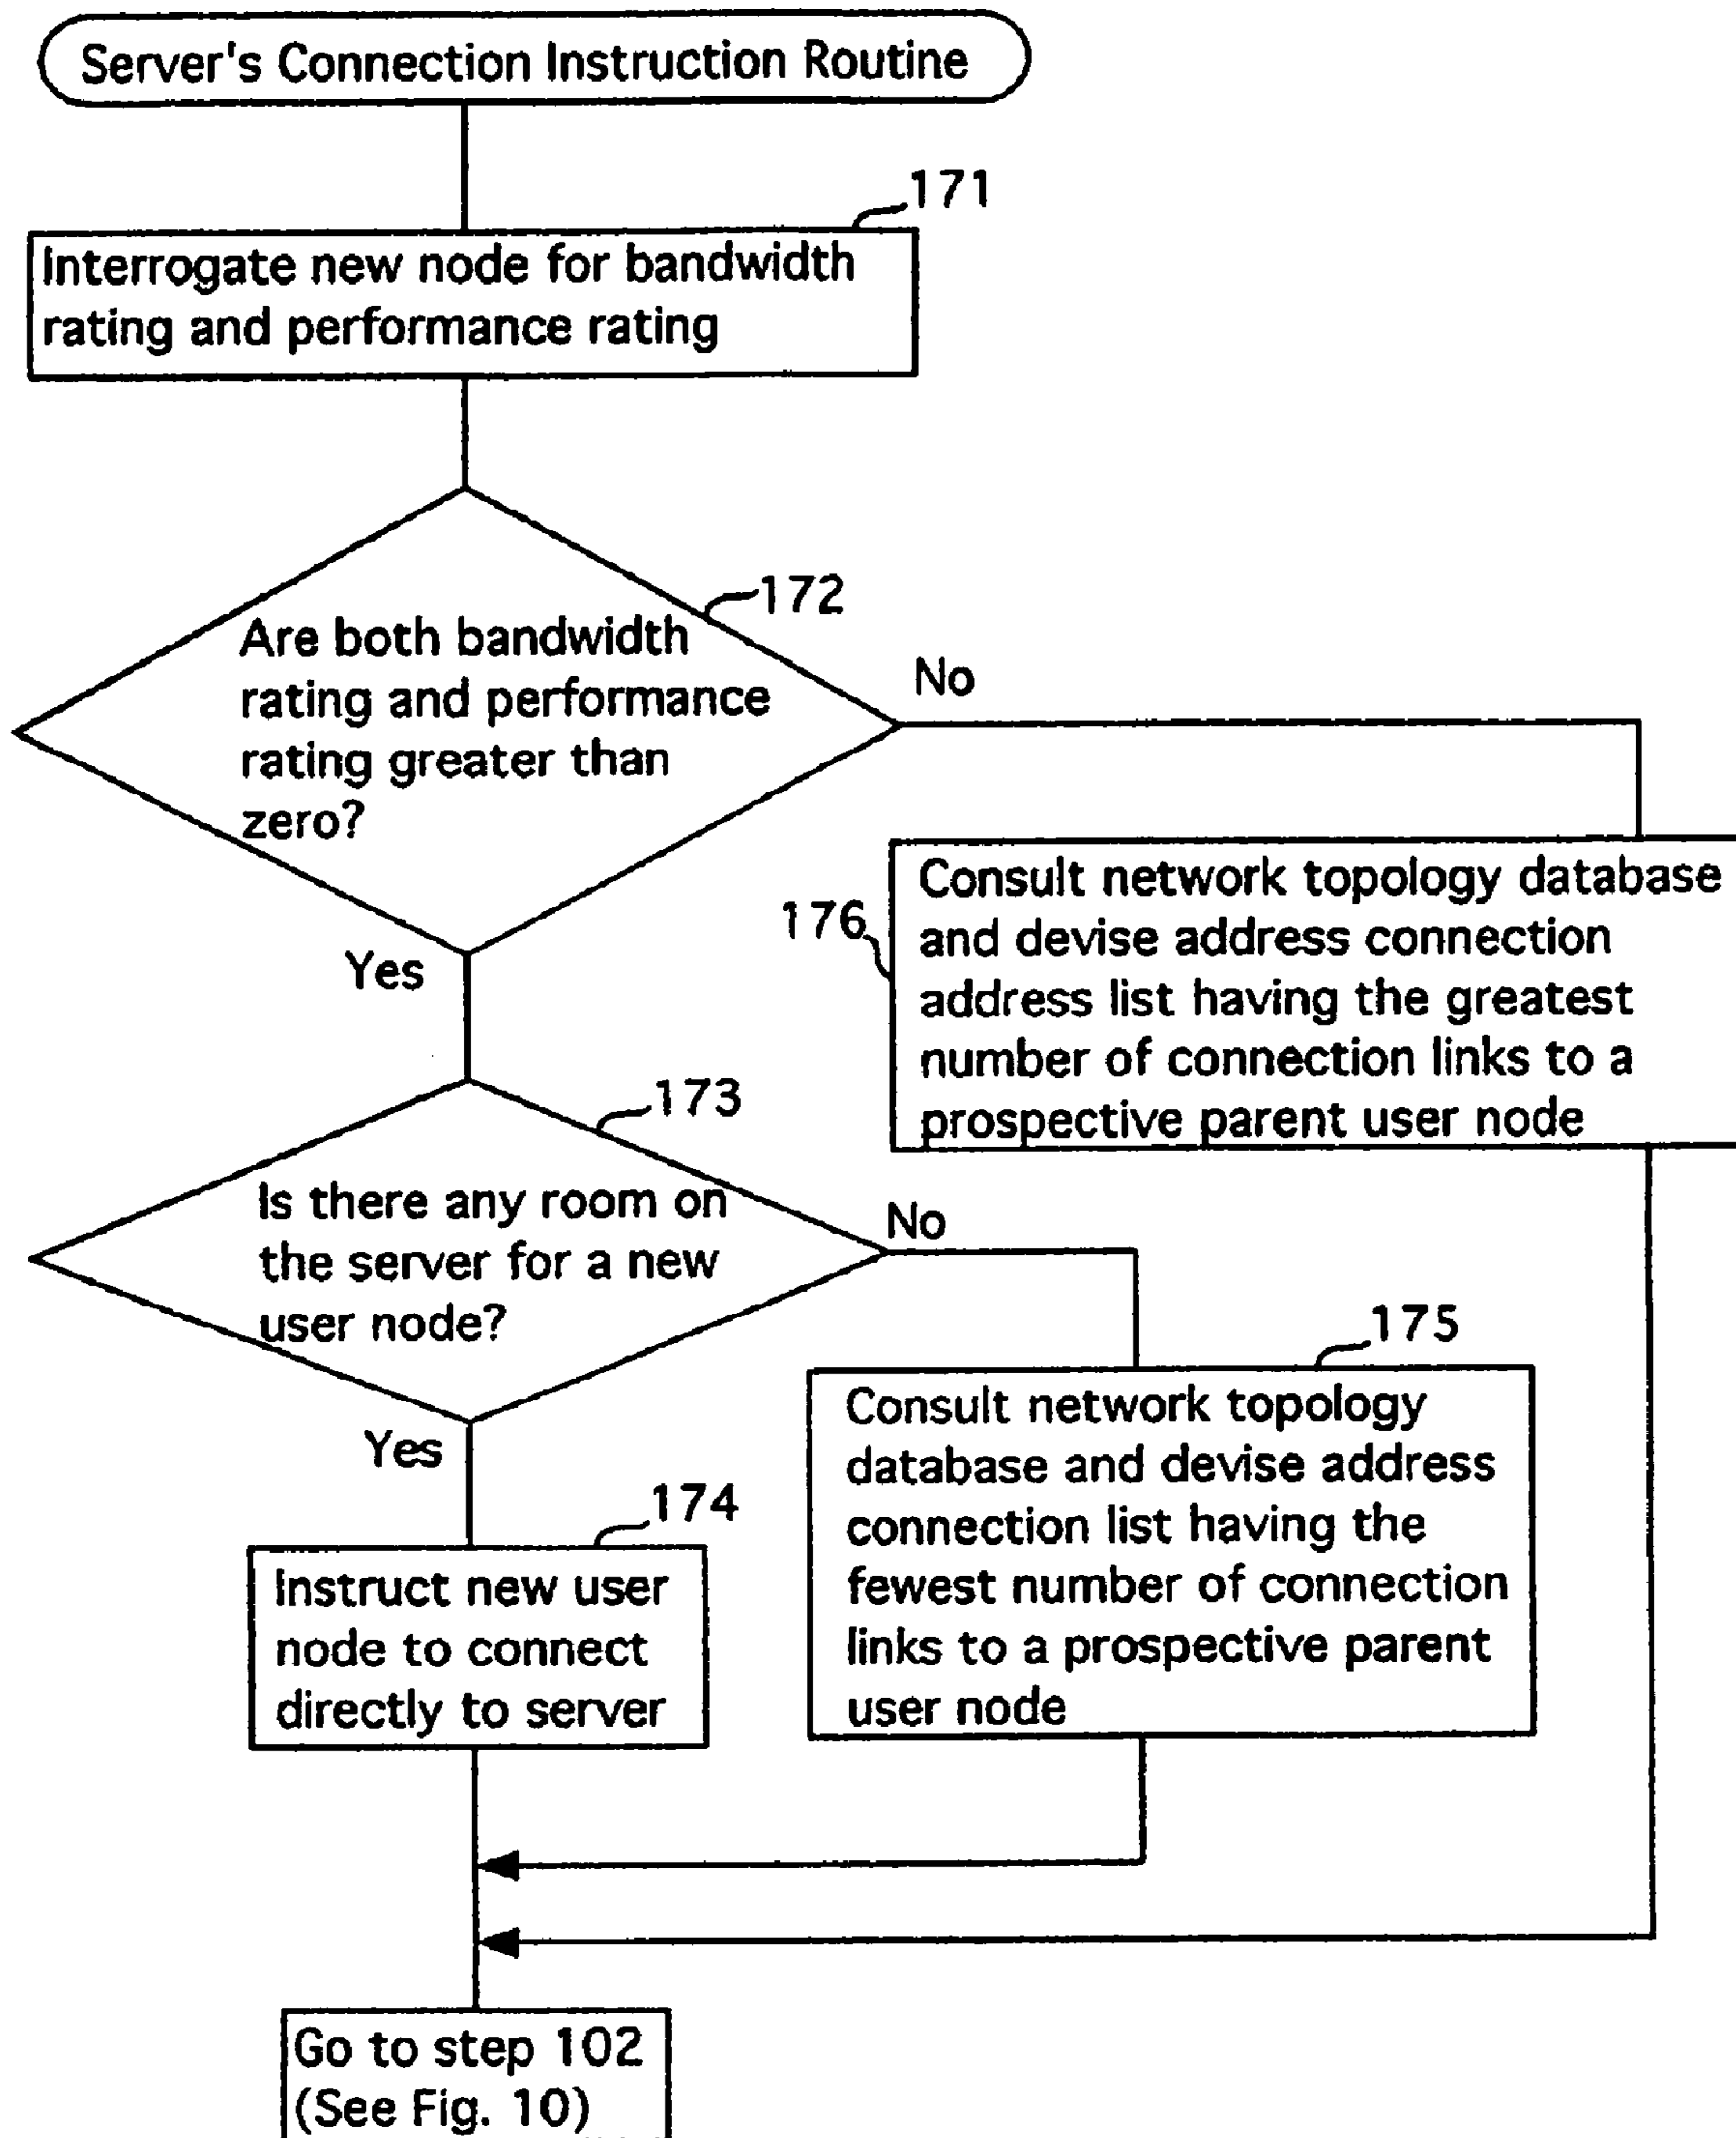 Server's Connection Instruction Routine
171
Interrogate new node for bandwidth
rating and performance rating
172
Are both bandwidth
rating and performance
rating greater than
zero?
No
Yes
176
Consult network topology database
and devise address connection
address list having the greatest
number of connection links to a
prospective parent user node
173
Is there any room on
the server for a new
user node?
No
Yes
175
Consult network topology
database and devise address
connection list having the
fewest number of connection
links to a prospective parent
user node
174
Instruct new user
node to connect
directly to server
Go to step 102
(See Fig. 10)